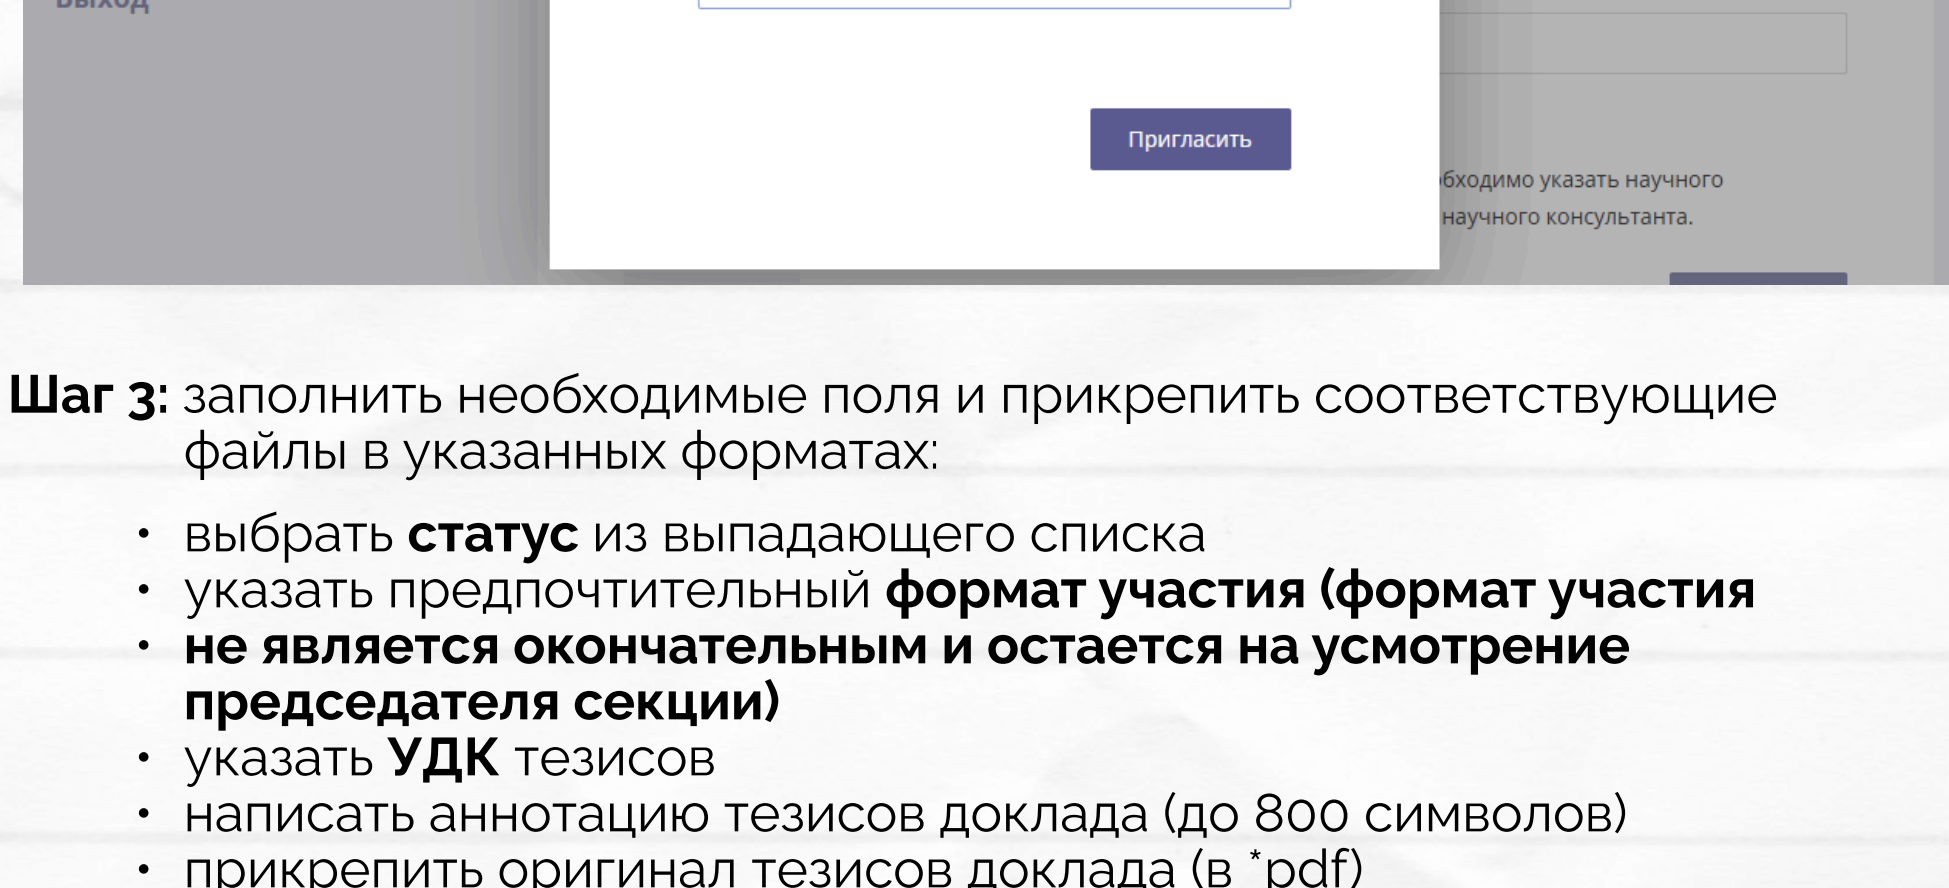 Выход
Пригласить
обходимо указать научного
научного консультанта.
Шаг 3: заполнить необходимые поля и прикрепить соответствующие
файлы в указанных форматах:
• выбрать статус из выпадающего списка
• указать предпочтительный формат участия (формат участия
• не является окончательным и остается на усмотрение
председателя секции)
• указать УДК тезисов
• написать аннотацию тезисов доклада (до 800 символов)
• прикрепить оригинал тезисов доклада (в *pdf)